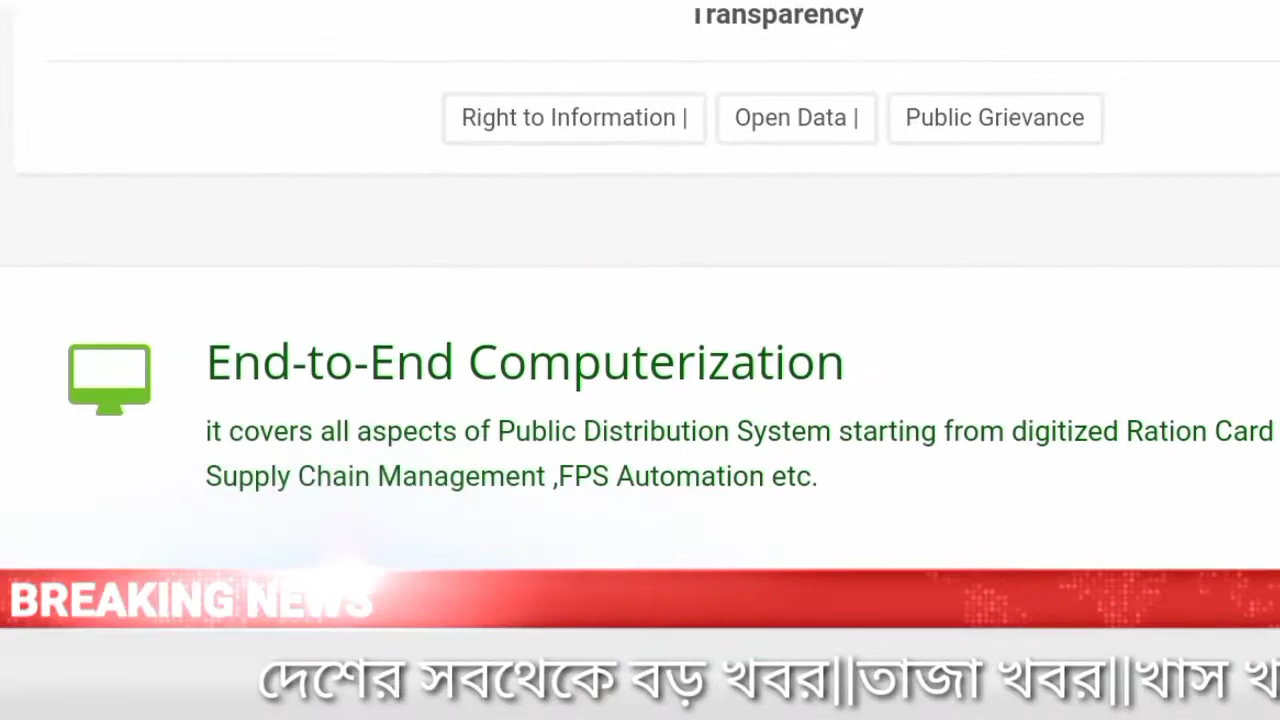 Transparency
Right to Information | Open Data | Public Grievance
End-to-End Computerization
it covers all aspects of Public Distribution System starting from digitized Ration Card
Supply Chain Management ,FPS Automation etc.
BREAKING NEWS
দেশের সবথেকে বড় খবর||তাজা খবর||খাস খ